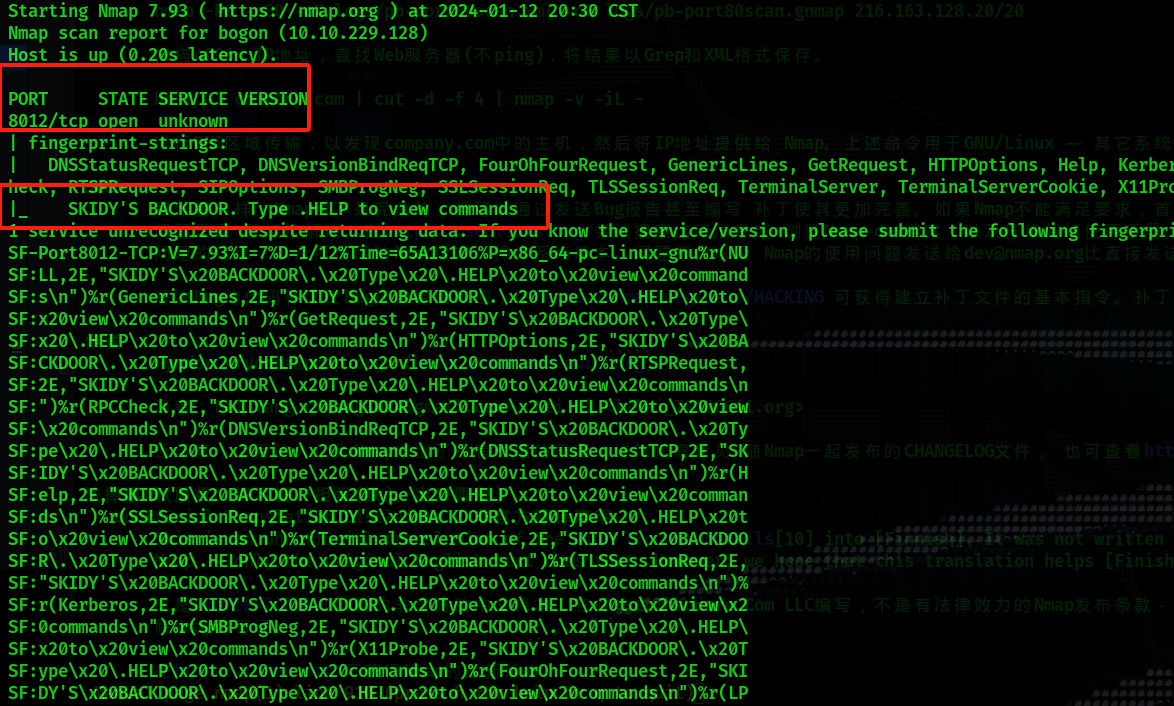 Starting Nmap 7.93 ( https://nmap.org ) at 2024-01-12 20:30 CST
Nmap scan report for bogon (10.10.229.128)
Host is up (0.20s latency).
PORT     STATE SERVICE VERSION
8012/tcp open  unknown
| fingerprint-strings:
|   DNSStatusRequestTCP, DNSVersionBindReqTCP, FourOhFourRequest, GenericLines, GetRequest, HTTPOptions, Help, Kerber
heck, RTSPRequest, SIPOptions, SMBProgNeg, SSLSessionReq, TLSSessionReq, TerminalServer, TerminalServerCookie, X11Pro
|_    SKIDY'S BACKDOOR. Type .HELP to view commands
1 service unrecognized despite returning data. If you know the service/version, please submit the following fingerpri
SF-Port8012-TCP:V=7.93%I=7%D=1/12%Time=65A13106%P=x86_64-pc-linux-gnu%r(NU
SF:LL,2E,"SKIDY'S\x20BACKDOOR\.\x20Type\x20\.HELP\x20to\x20view\x20command
SF:s\n")%r(GenericLines,2E,"SKIDY'S\x20BACKDOOR\.\x20Type\x20\.HELP\x20to\
SF:x20view\x20commands\n")%r(GetRequest,2E,"SKIDY'S\x20BACKDOOR\.\x20Type\
SF:x20\.HELP\x20to\x20view\x20commands\n")%r(HTTPOptions,2E,"SKIDY'S\x20BA
SF:CKDOOR\.\x20Type\x20\.HELP\x20to\x20view\x20commands\n")%r(RTSPRequest,
SF:2E,"SKIDY'S\x20BACKDOOR\.\x20Type\x20\.HELP\x20to\x20view\x20commands\n
SF:")%r(RPCCheck,2E,"SKIDY'S\x20BACKDOOR\.\x20Type\x20\.HELP\x20to\x20view
SF:\x20commands\n")%r(DNSVersionBindReqTCP,2E,"SKIDY'S\x20BACKDOOR\.\x20Ty
SF:pe\x20\.HELP\x20to\x20view\x20commands\n")%r(DNSStatusRequestTCP,2E,"SK
SF:IDY'S\x20BACKDOOR\.\x20Type\x20\.HELP\x20to\x20view\x20commands\n")%r(H
SF:elp,2E,"SKIDY'S\x20BACKDOOR\.\x20Type\x20\.HELP\x20to\x20view\x20comman
SF:ds\n")%r(SSLSessionReq,2E,"SKIDY'S\x20BACKDOOR\.\x20Type\x20\.HELP\x20t
SF:o\x20view\x20commands\n")%r(TerminalServerCookie,2E,"SKIDY'S\x20BACKDOO
SF:R\.\x20Type\x20\.HELP\x20to\x20view\x20commands\n")%r(TLSSessionReq,2E,
SF:"SKIDY'S\x20BACKDOOR\.\x20Type\x20\.HELP\x20to\x20view\x20commands\n")%
SF:r(Kerberos,2E,"SKIDY'S\x20BACKDOOR\.\x20Type\x20\.HELP\x20to\x20view\x2
SF:0commands\n")%r(SMBProgNeg,2E,"SKIDY'S\x20BACKDOOR\.\x20Type\x20\.HELP\
SF:x20to\x20view\x20commands\n")%r(X11Probe,2E,"SKIDY'S\x20BACKDOOR\.\x20T
SF:ype\x20\.HELP\x20to\x20view\x20commands\n")%r(FourOhFourRequest,2E,"SKI
SF:DY'S\x20BACKDOOR\.\x20Type\x20\.HELP\x20to\x20view\x20commands\n")%r(LP